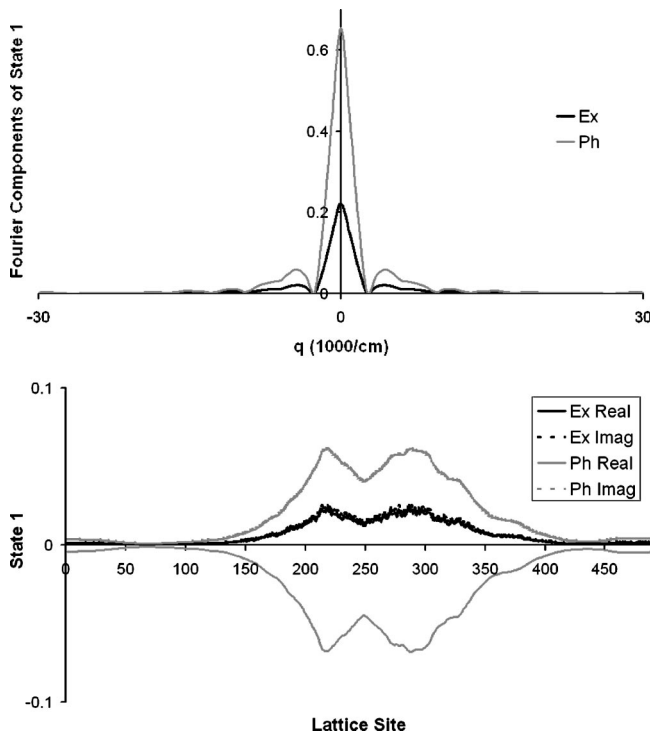 Fourier Components of State 1
0.6
0.4
0.2
0
Ex
Ph
-30
0
30
q (1000/cm)
0.1
0
-0.1
State 1
Ex Real
Ex Imag
Ph Real
Ph Imag
0 50 100 150 200 250 300 350 400 450
Lattice Site